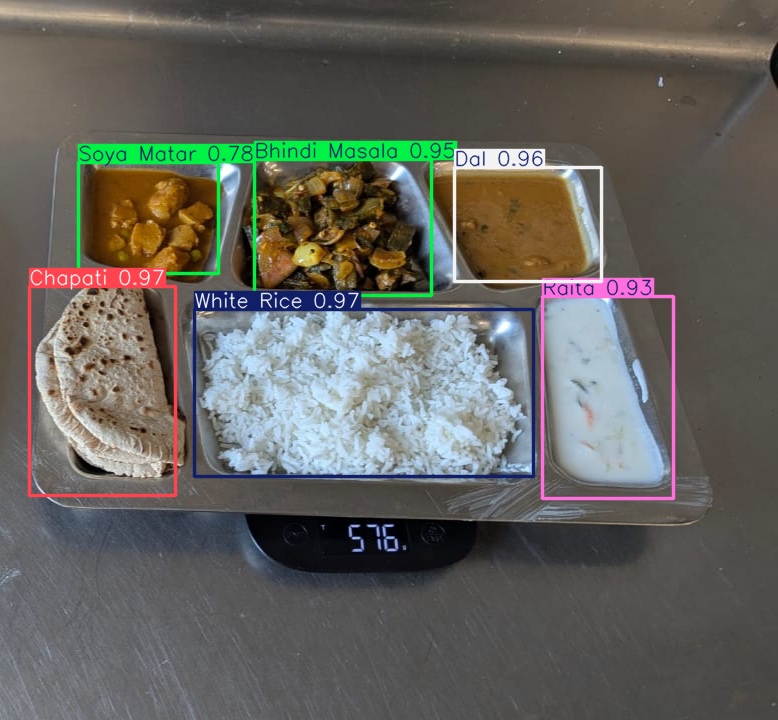 Soya Matar 0.78
Bhindi Masala 0.95
Dal 0.96
Chapati 0.97
White Rice 0.97
Raita 0.93
T 576 g